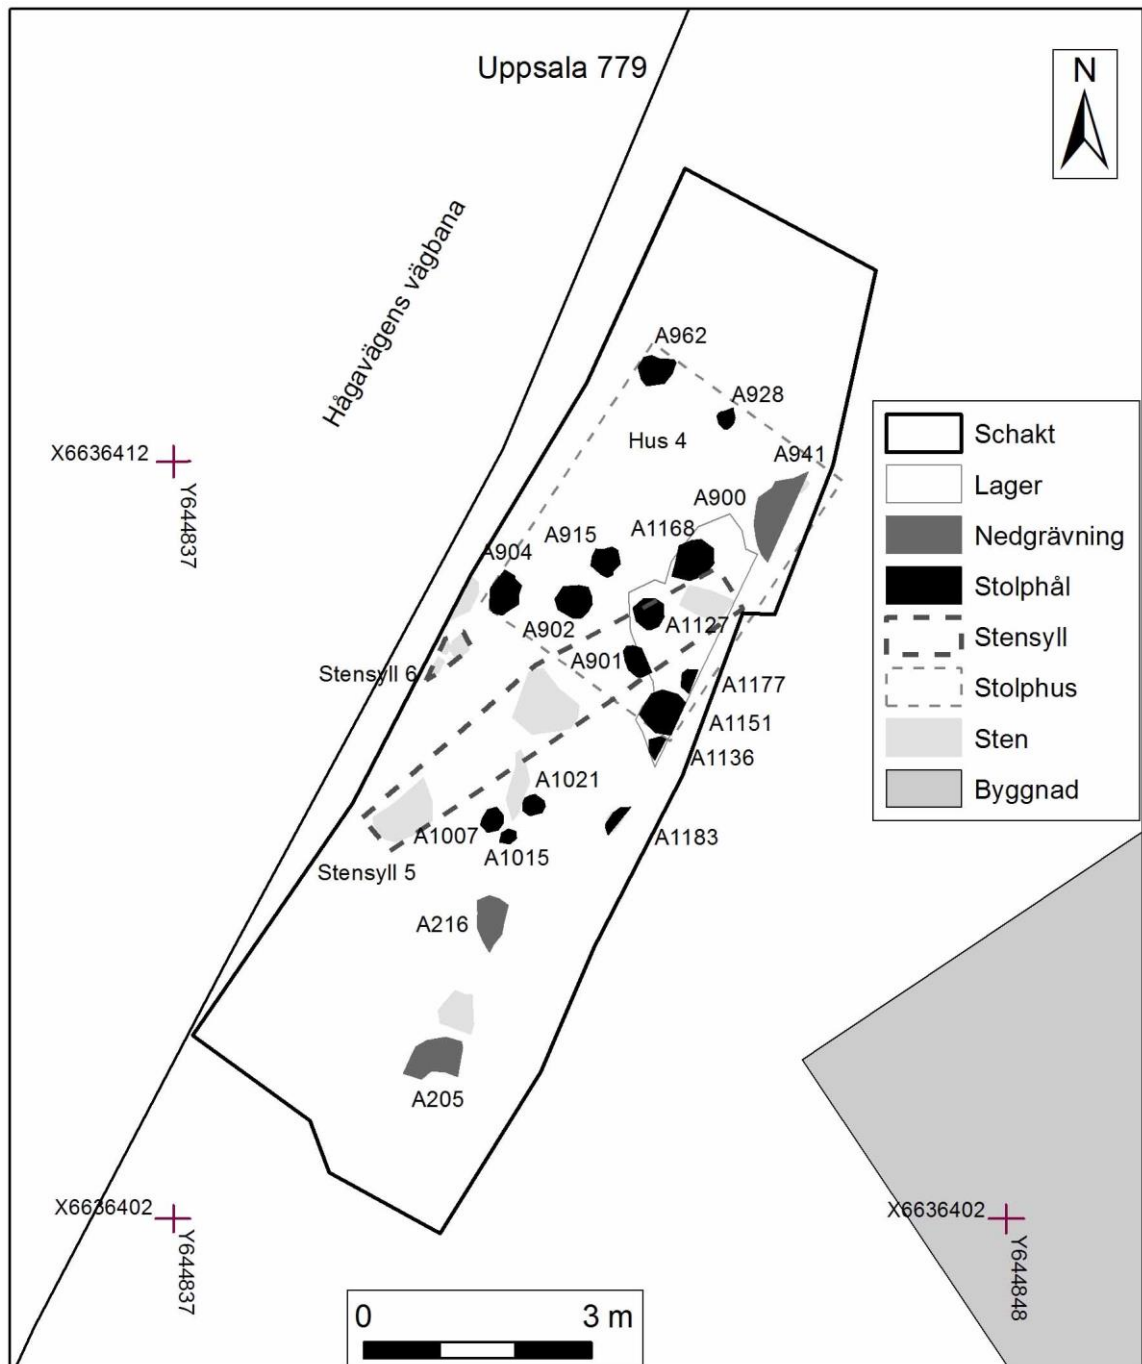 Uppsala 779
N
Hågavägens vägbana
A962
A928
Hus 4
A941
X6636412
Y644837
A900
A1168
A915
A904
A902
A1127
A901
Stensyll 6
A1177
A1151
A1136
A1021
A1007
A1015
A1183
Stensyll 5
A216
A205
Schakt
Lager
Nedgrävning
Stolphål
Stensyll
Stolphus
Sten
Byggnad
X6636402
Y644837
X6636402
Y644848
0 3 m